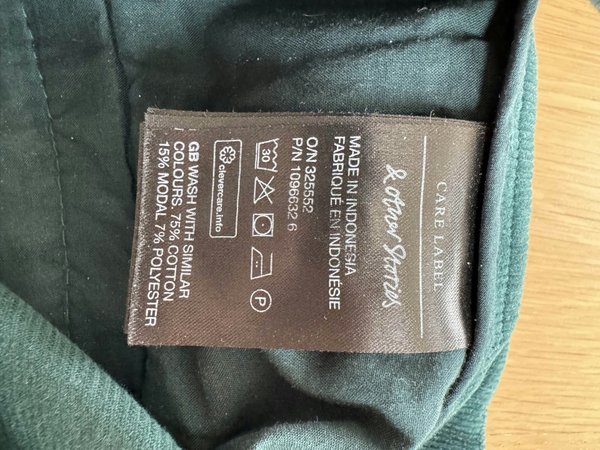 CARE LABEL
& Other Stories
MADE IN INDONESIA
FABRIQUÉ EN INDONÉSIE
O/N 325552
P/N 1096632 6
30
P
clevercare.info
GB WASH WITH SIMILAR
COLOURS. 75% COTTON
15% MODAL 7% POLYESTER